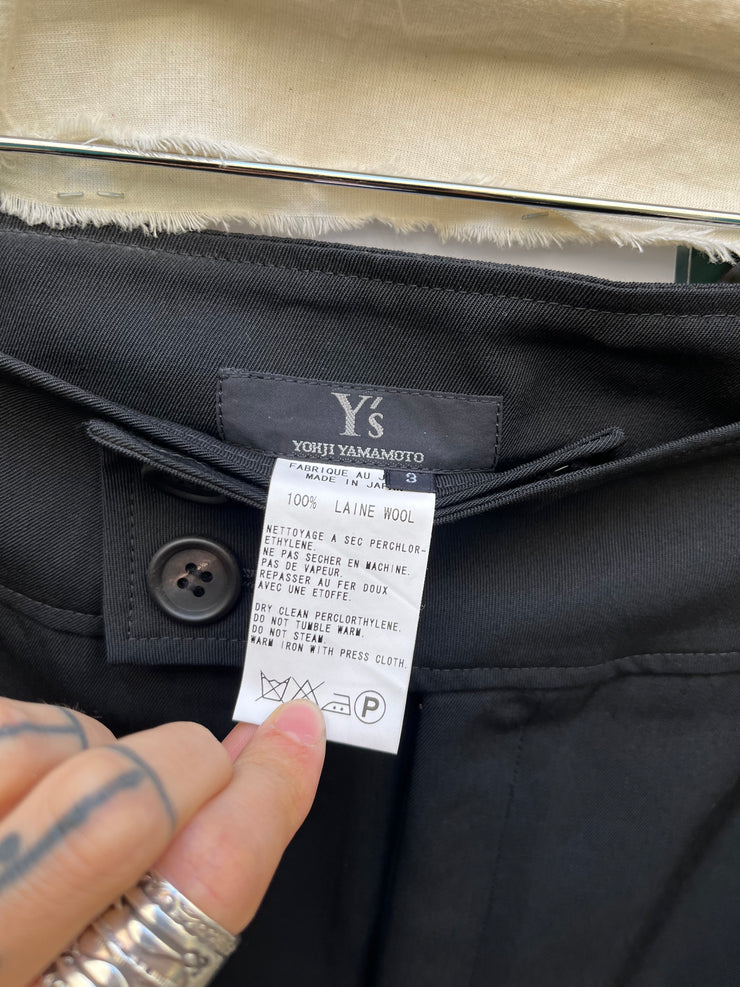 Y's
YOHJI YAMAMOTO
3
FABRIQUE AU
MADE IN
100% LAINE WOOL
NETTOYAGE A SEC PERCHLOR-
ETHYLENE.
NE PAS SECHER EN MACHINE.
PAS DE VAPEUR.
REPASSER AU FER DOUX
AVEC UNE ETOFFE.
DRY CLEAN PERCLORTHYLENE.
DO NOT TUMBLE WARM.
DO NOT STEAM.
WARM IRON WITH PRESS CLOTH.
P